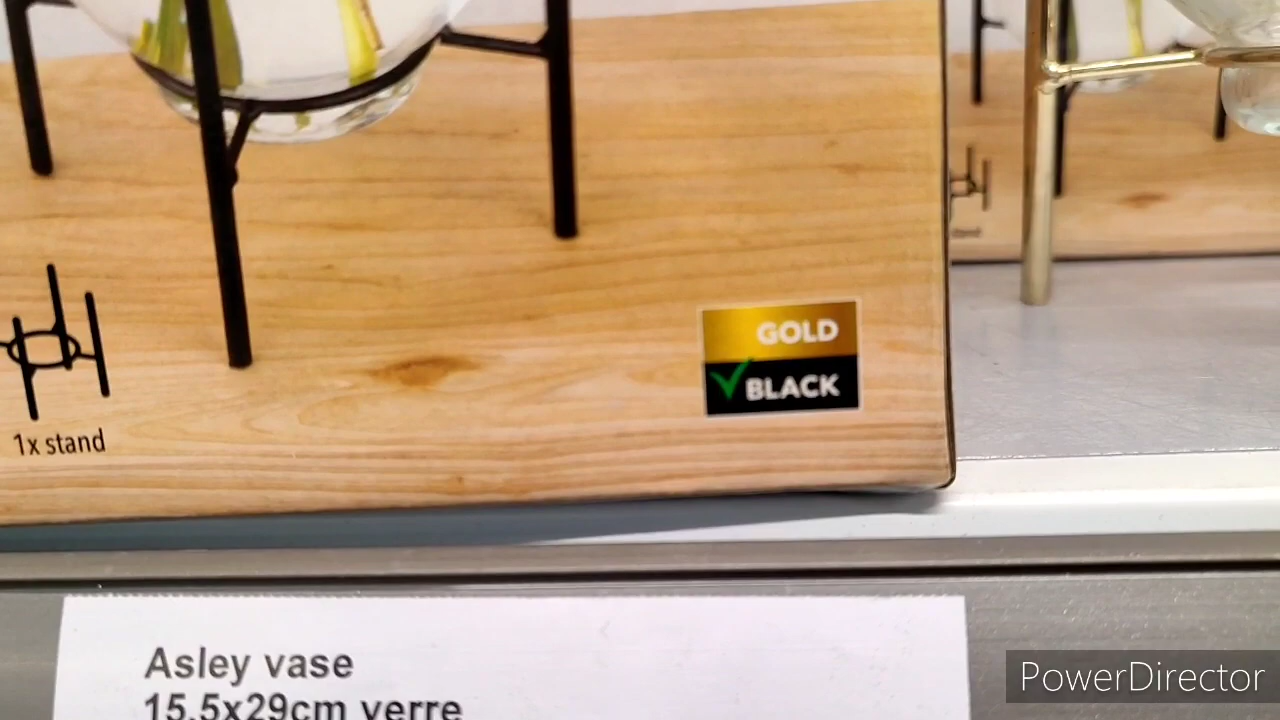 GOLD
BLACK
1x stand
Asley vase
15,5x29cm verre
PowerDirector